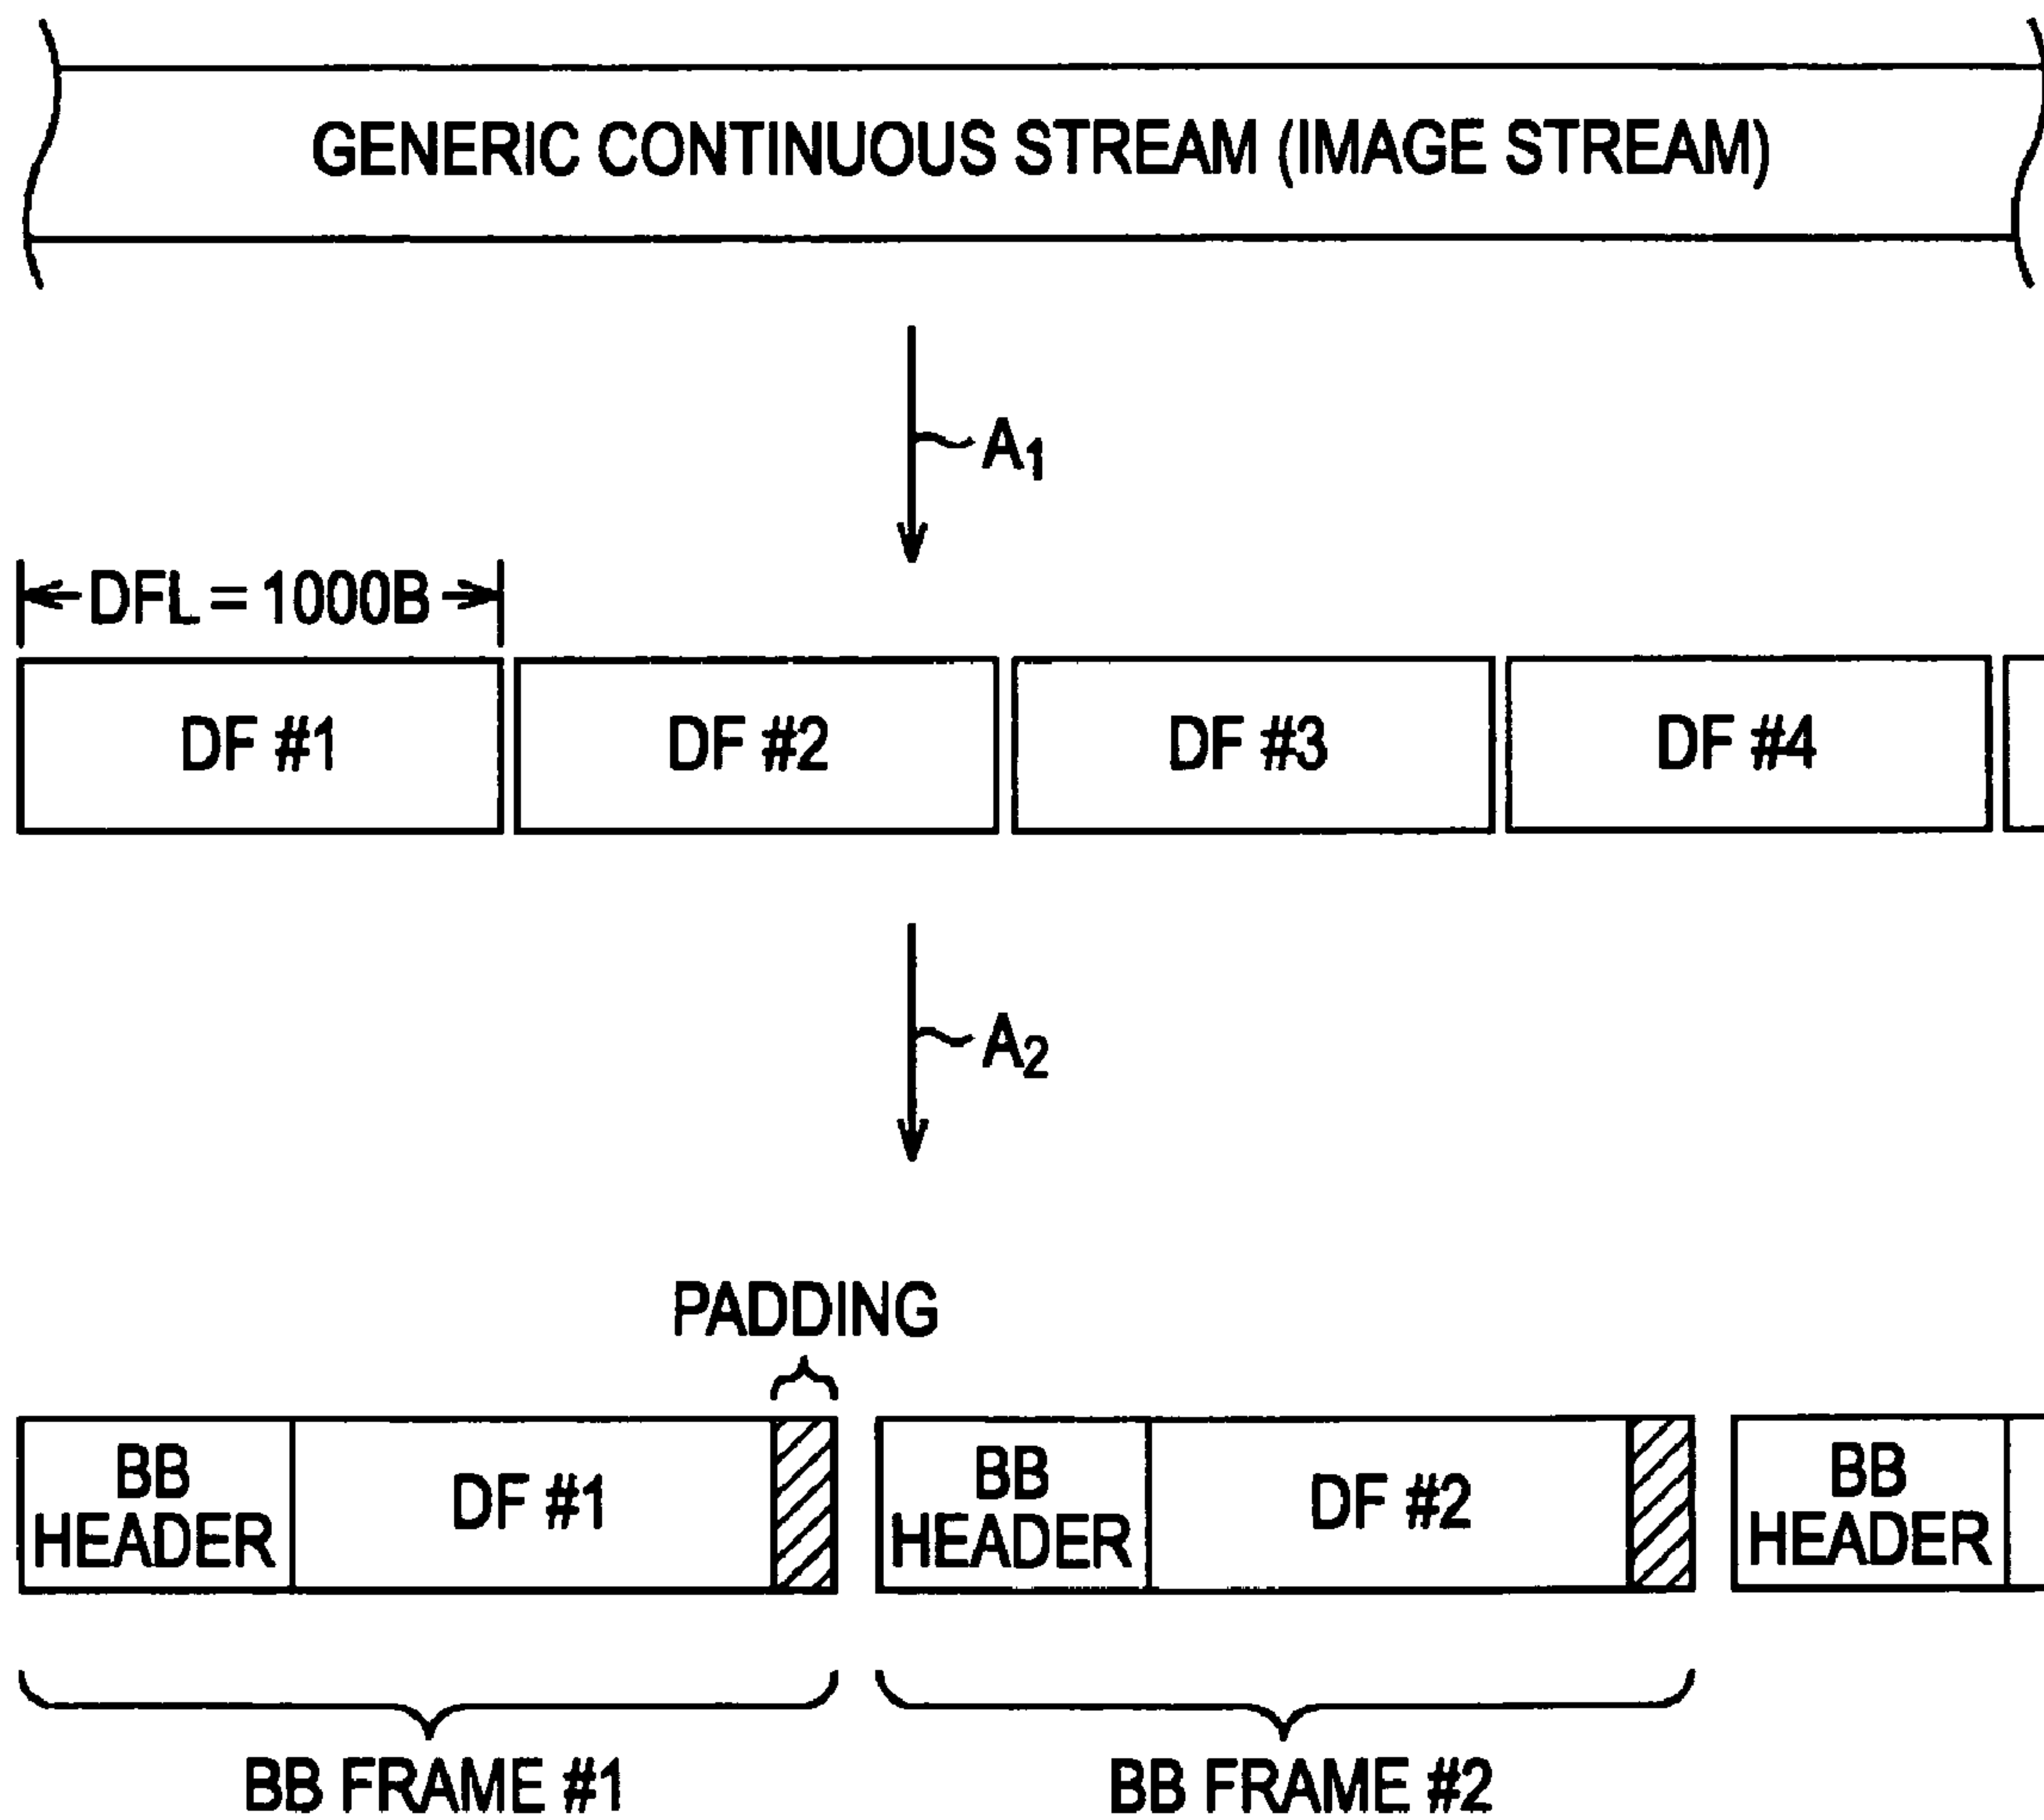 GENERIC CONTINUOUS STREAM (IMAGE STREAM)
A1
DFL = 1000B
DF #1
DF #2
DF #3
DF #4
A2
PADDING
BB
HEADER
DF #1
BB
HEADER
DF #2
BB
HEADER
BB FRAME #1
BB FRAME #2